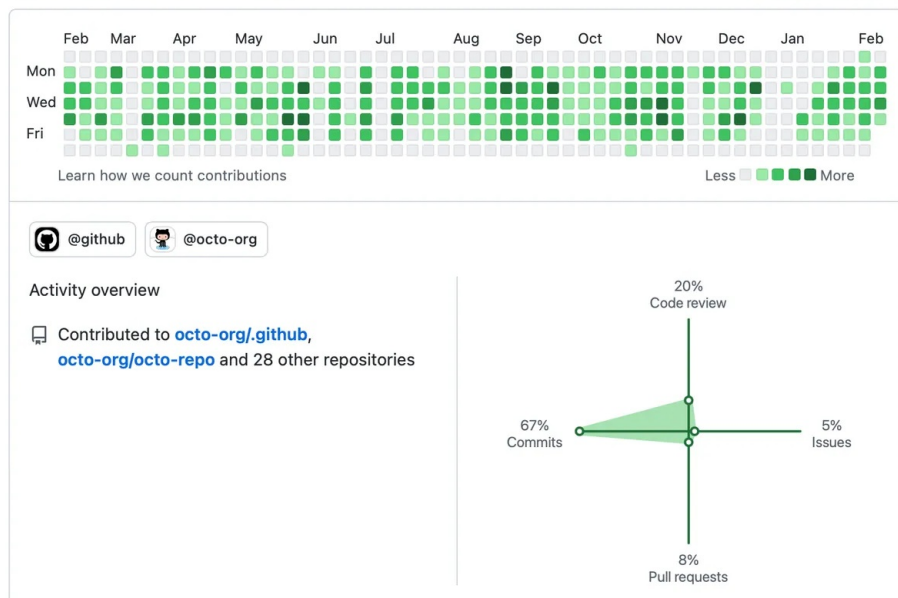 Feb Mar Apr May Jun Jul Aug Sep Oct Nov Dec Jan Feb
Mon
Wed
Fri
Learn how we count contributions
Less More
@github @octo-org
Activity overview
Contributed to octo-org/.github,
octo-org/octo-repo and 28 other repositories
20%
Code review
67%
Commits
5%
Issues
8%
Pull requests